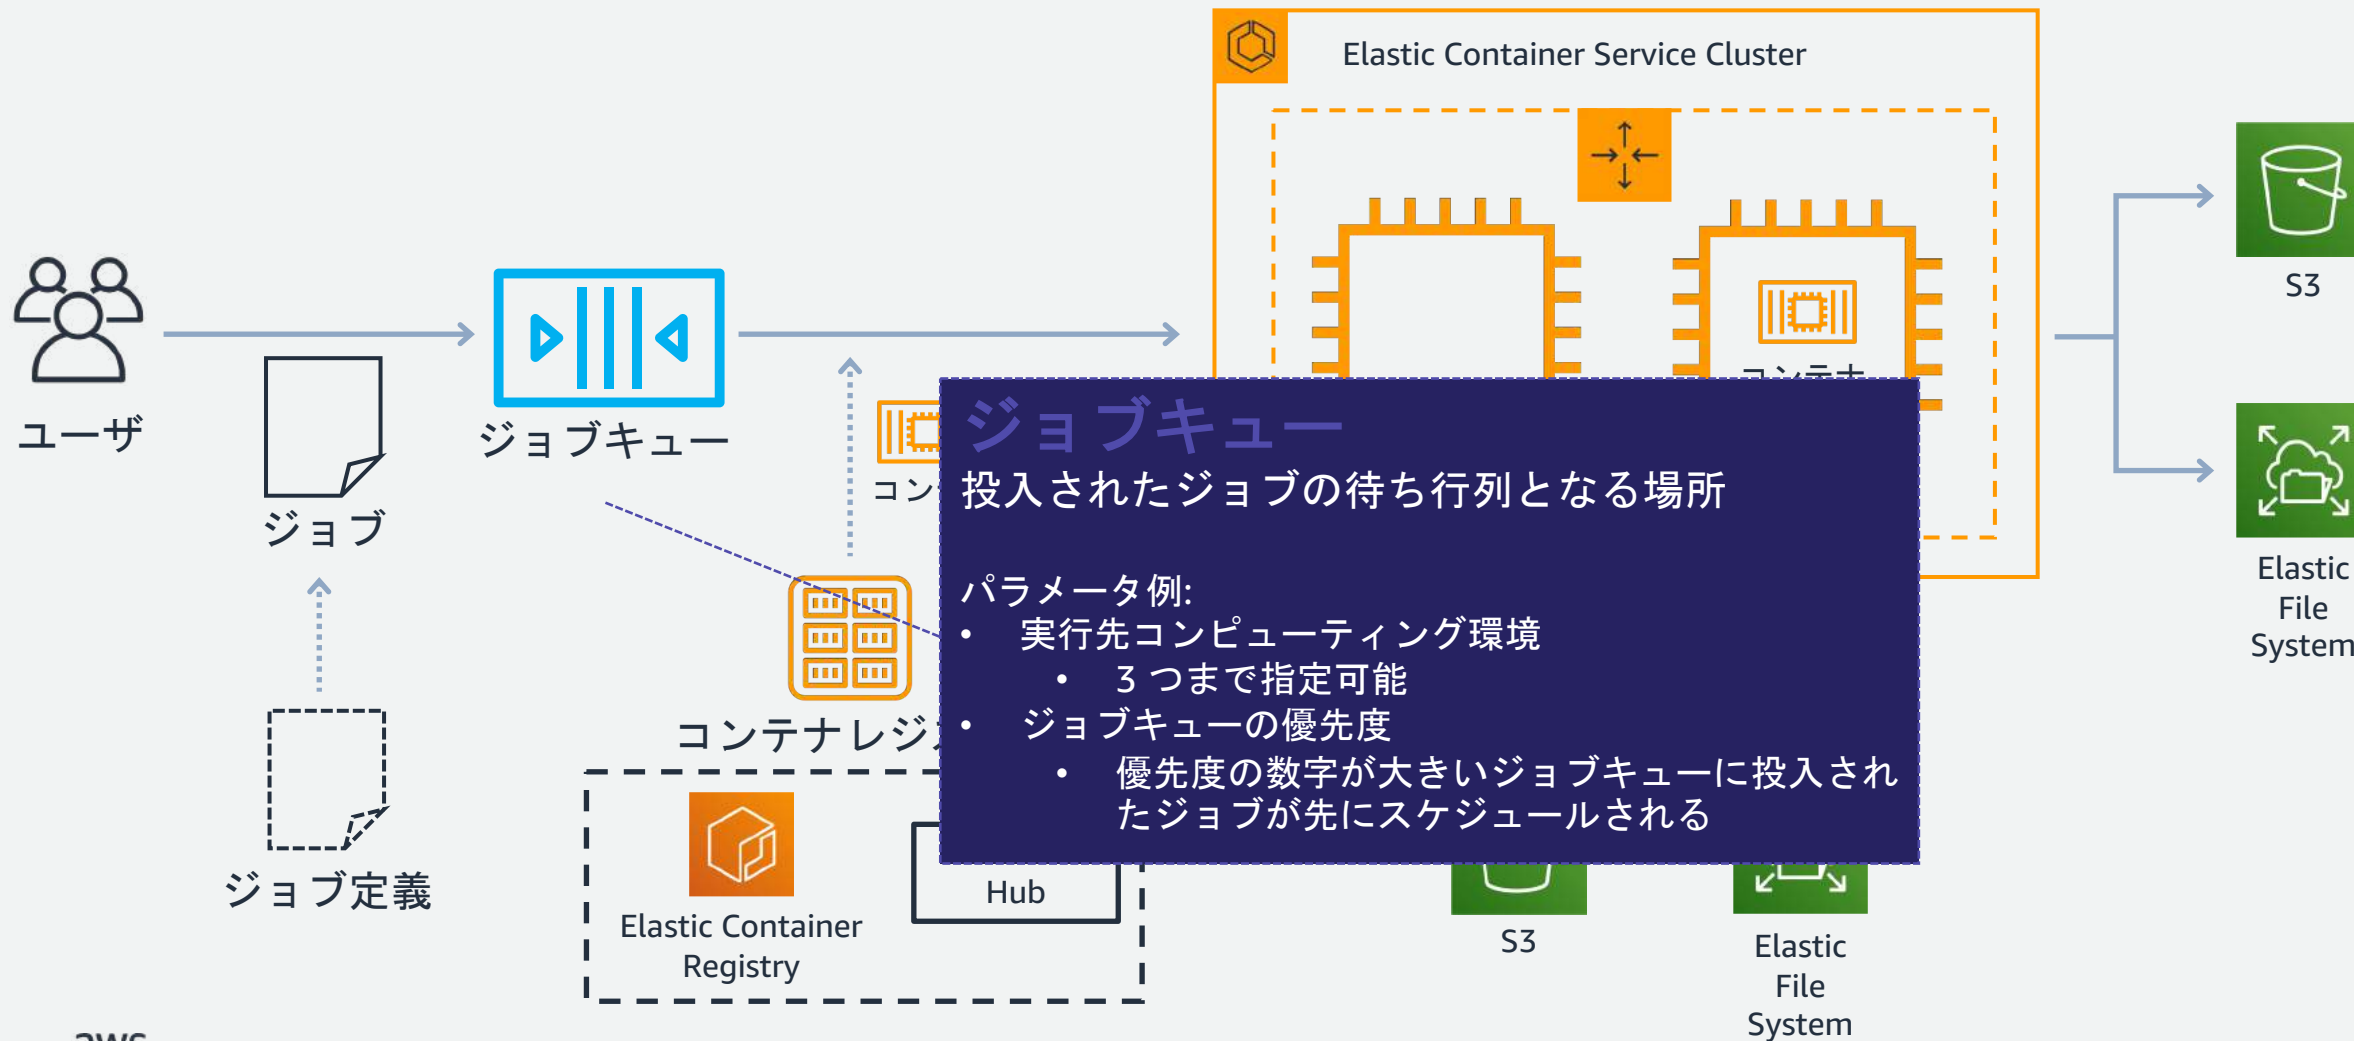 Elastic Container Service Cluster
S3
コンテナ
ユーザ
ジョブ
ジョブキュー
ジョブキュー
投入されたジョブの待ち行列となる場所
パラメータ例:
• 実行先コンピューティング環境
• 3 つまで指定可能
• ジョブキューの優先度
• 優先度の数字が大きいジョブキューに投入され
たジョブが先にスケジュールされる
Elastic
File
System
ジョブ定義
Elastic Container
Registry
Hub
S3
Elastic
File
System
aws